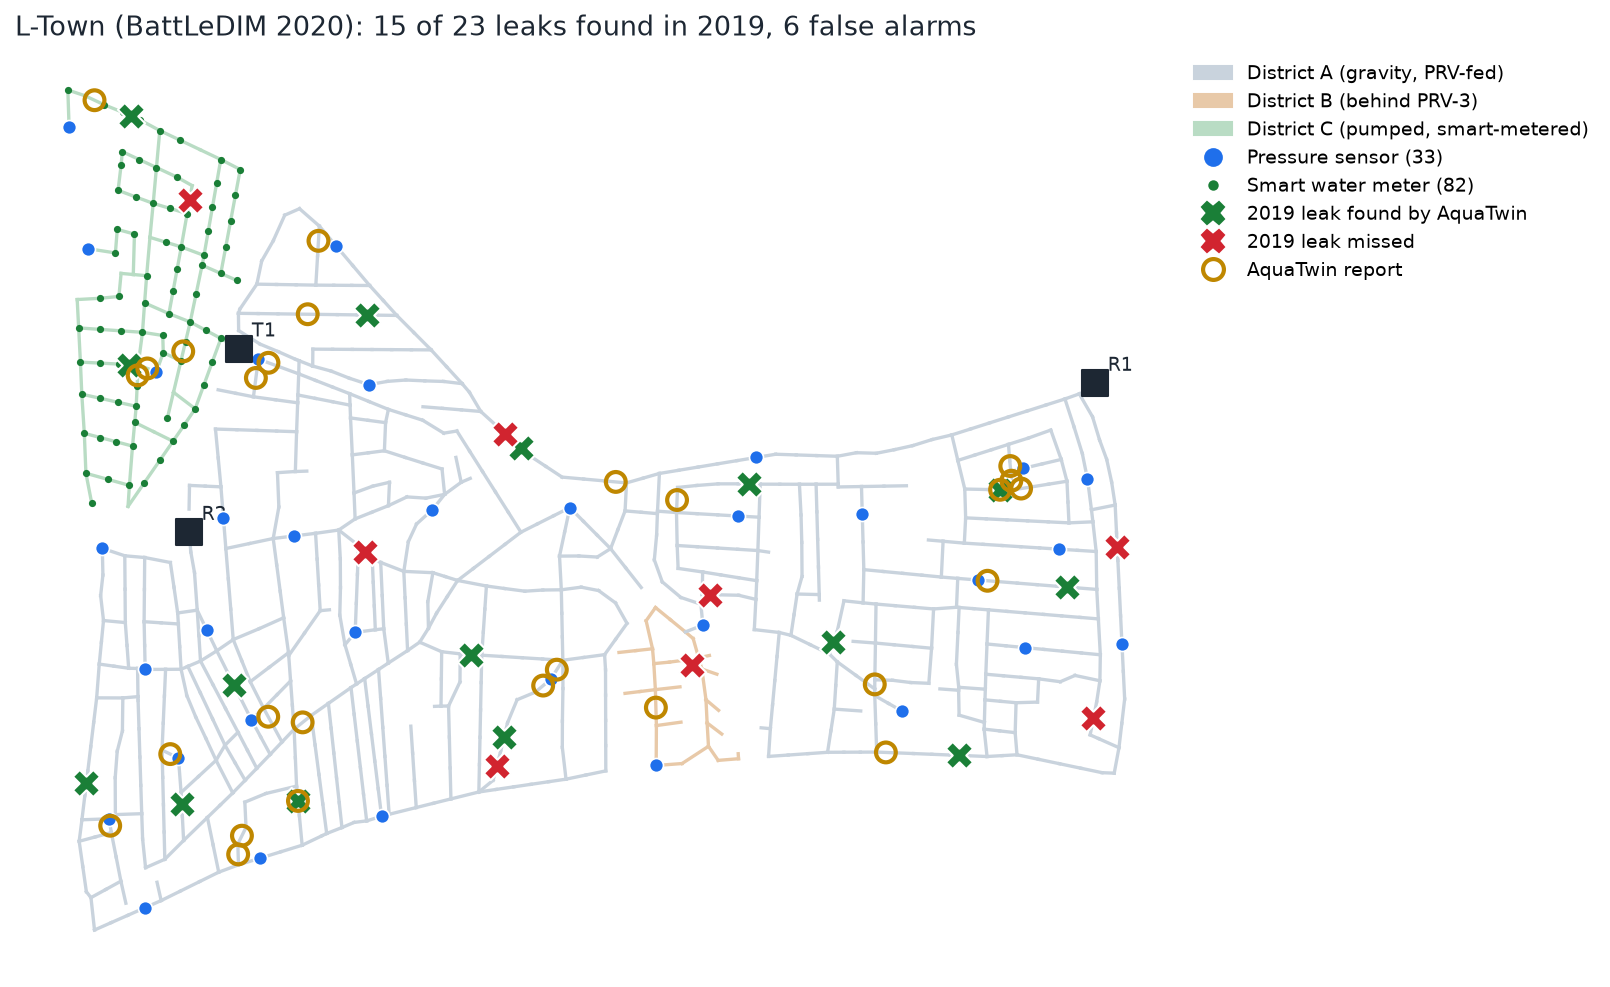 L-Town (BattLeDIM 2020): 15 of 23 leaks found in 2019, 6 false alarms
District A (gravity, PRV-fed)
District B (behind PRV-3)
District C (pumped, smart-metered)
Pressure sensor (33)
Smart water meter (82)
2019 leak found by AquaTwin
2019 leak missed
AquaTwin report
T1
R1
R2